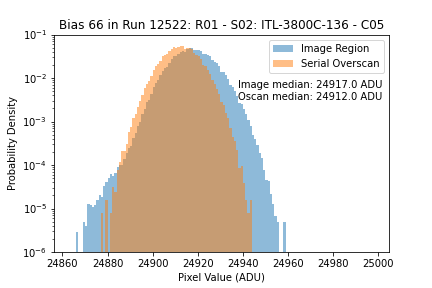 Bias 66 in Run 12522: R01 - S02: ITL-3800C-136 - C05
Image Region
Serial Overscan
Image median: 24917.0 ADU
Oscan median: 24912.0 ADU
Probability Density
10⁻¹
10⁻²
10⁻³
10⁻⁴
10⁻⁵
10⁻⁶
24860 24880 24900 24920 24940 24960 24980 25000
Pixel Value (ADU)